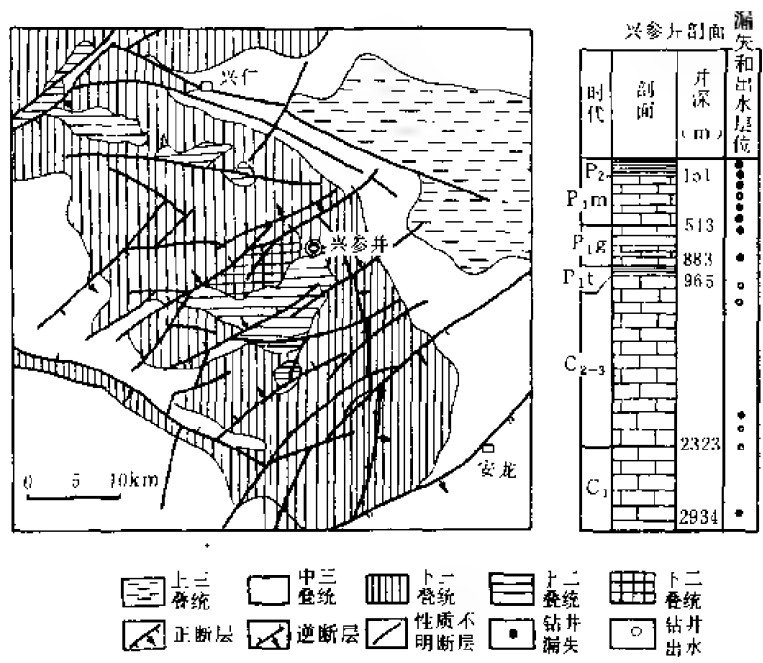 兴仁
兴参井
安龙
0 5 10km
兴参井剖面
漏失和出水层位
时代
剖面
井深(m)
P₂
151
P₁m
513
P₁g
883
P₁t
965
C₂₋₃
2323
C₁
2934
上三叠统
中三叠统
下三叠统
上二叠统
下二叠统
正断层
逆断层
性质不明断层
钻井漏失
钻井出水